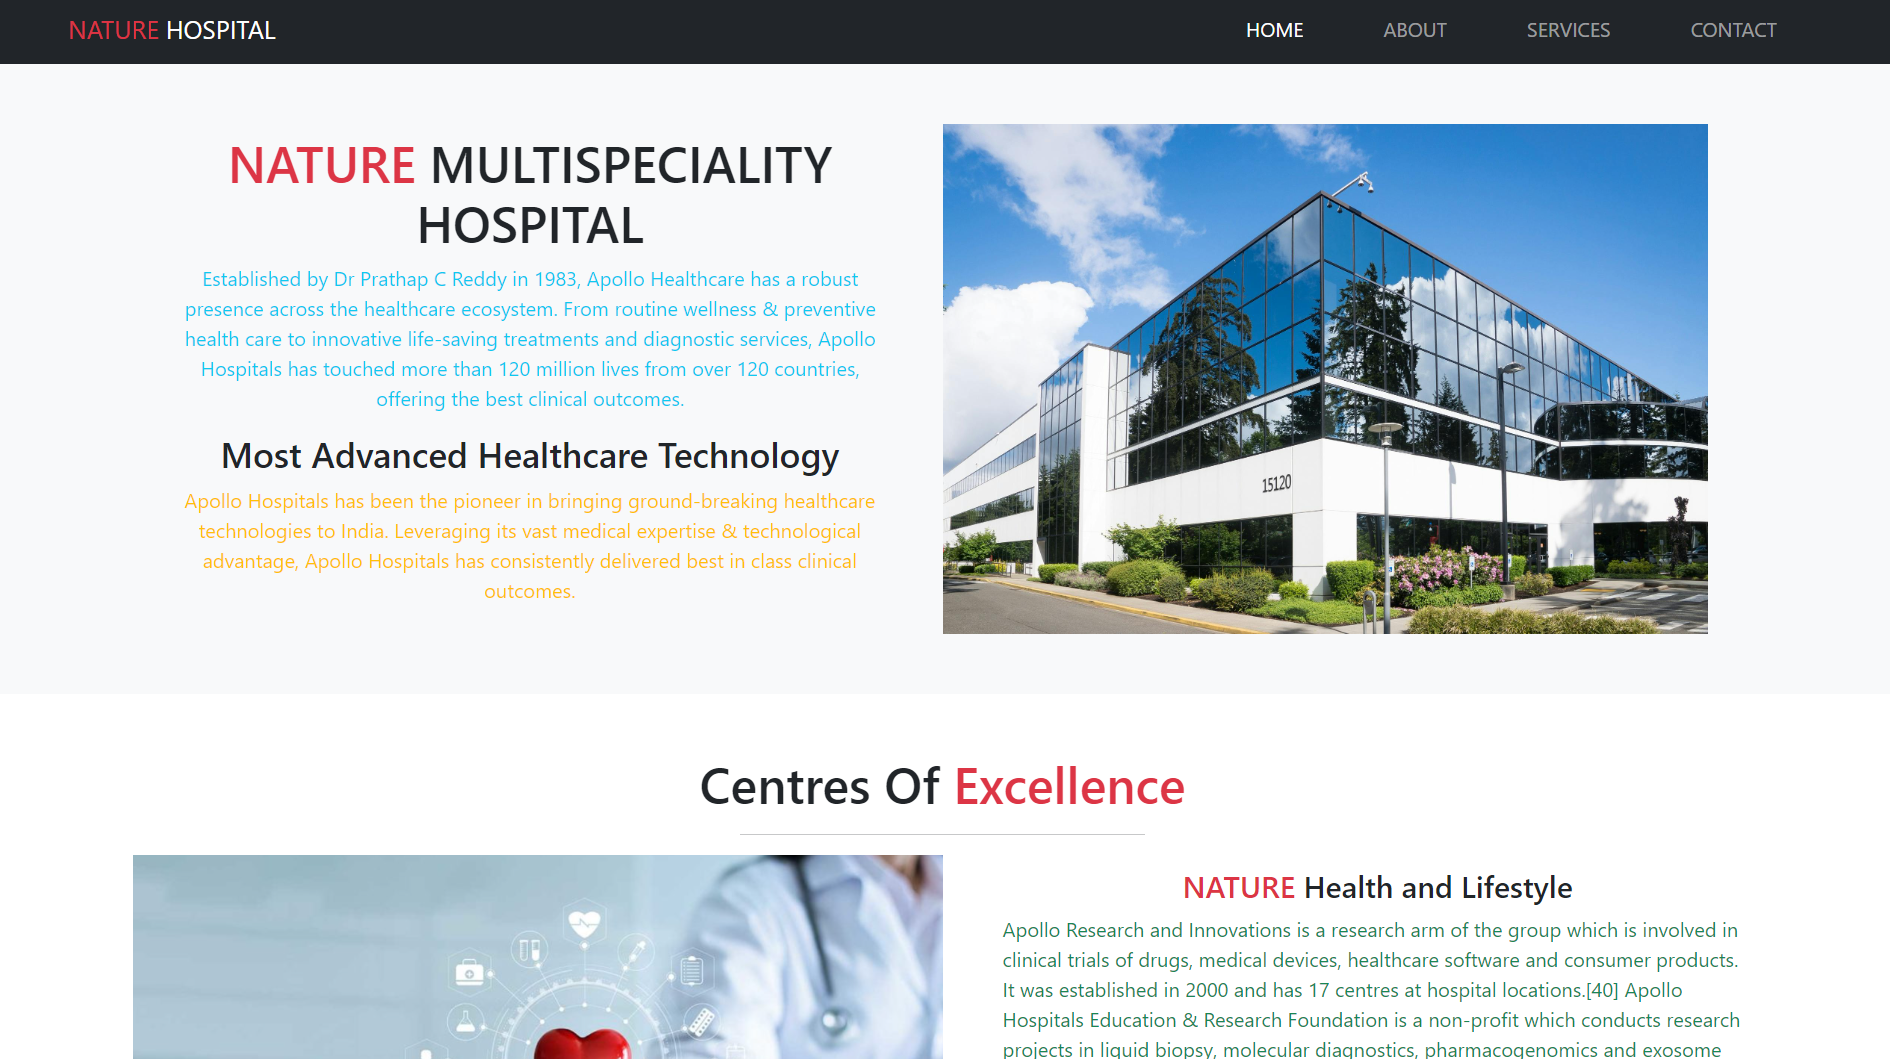 NATURE HOSPITAL
HOME ABOUT SERVICES CONTACT
NATURE MULTISPECIALITY
HOSPITAL
Established by Dr Prathap C Reddy in 1983, Apollo Healthcare has a robust
presence across the healthcare ecosystem. From routine wellness & preventive
health care to innovative life-saving treatments and diagnostic services, Apollo
Hospitals has touched more than 120 million lives from over 120 countries,
offering the best clinical outcomes.
Most Advanced Healthcare Technology
Apollo Hospitals has been the pioneer in bringing ground-breaking healthcare
technologies to India. Leveraging its vast medical expertise & technological
advantage, Apollo Hospitals has consistently delivered best in class clinical
outcomes.
15120
Centres Of Excellence
NATURE Health and Lifestyle
Apollo Research and Innovations is a research arm of the group which is involved in
clinical trials of drugs, medical devices, healthcare software and consumer products.
It was established in 2000 and has 17 centres at hospital locations.[40] Apollo
Hospitals Education & Research Foundation is a non-profit which conducts research
projects in liquid biopsy, molecular diagnostics, pharmacogenomics and exosome